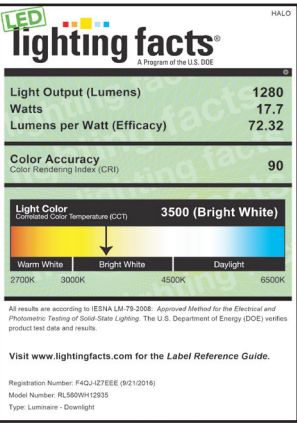 HALO
LED
lighting facts®
A Program of the U.S. DOE
Light Output (Lumens) 1280
Watts 17.7
Lumens per Watt (Efficacy) 72.32
Color Accuracy
Color Rendering Index (CRI) 90
Light Color
Correlated Color Temperature (CCT) 3500 (Bright White)
Warm White Bright White Daylight
2700K 3000K 4500K 6500K
All results are according to IESNA LM-79-2008: Approved Method for the Electrical and
Photometric Testing of Solid-State Lighting. The U.S. Department of Energy (DOE) verifies
product test data and results.
Visit www.lightingfacts.com for the Label Reference Guide.
Registration Number: F4QJ-IZ7EEE (9/21/2016)
Model Number: RL560WH12935
Type: Luminaire - Downlight